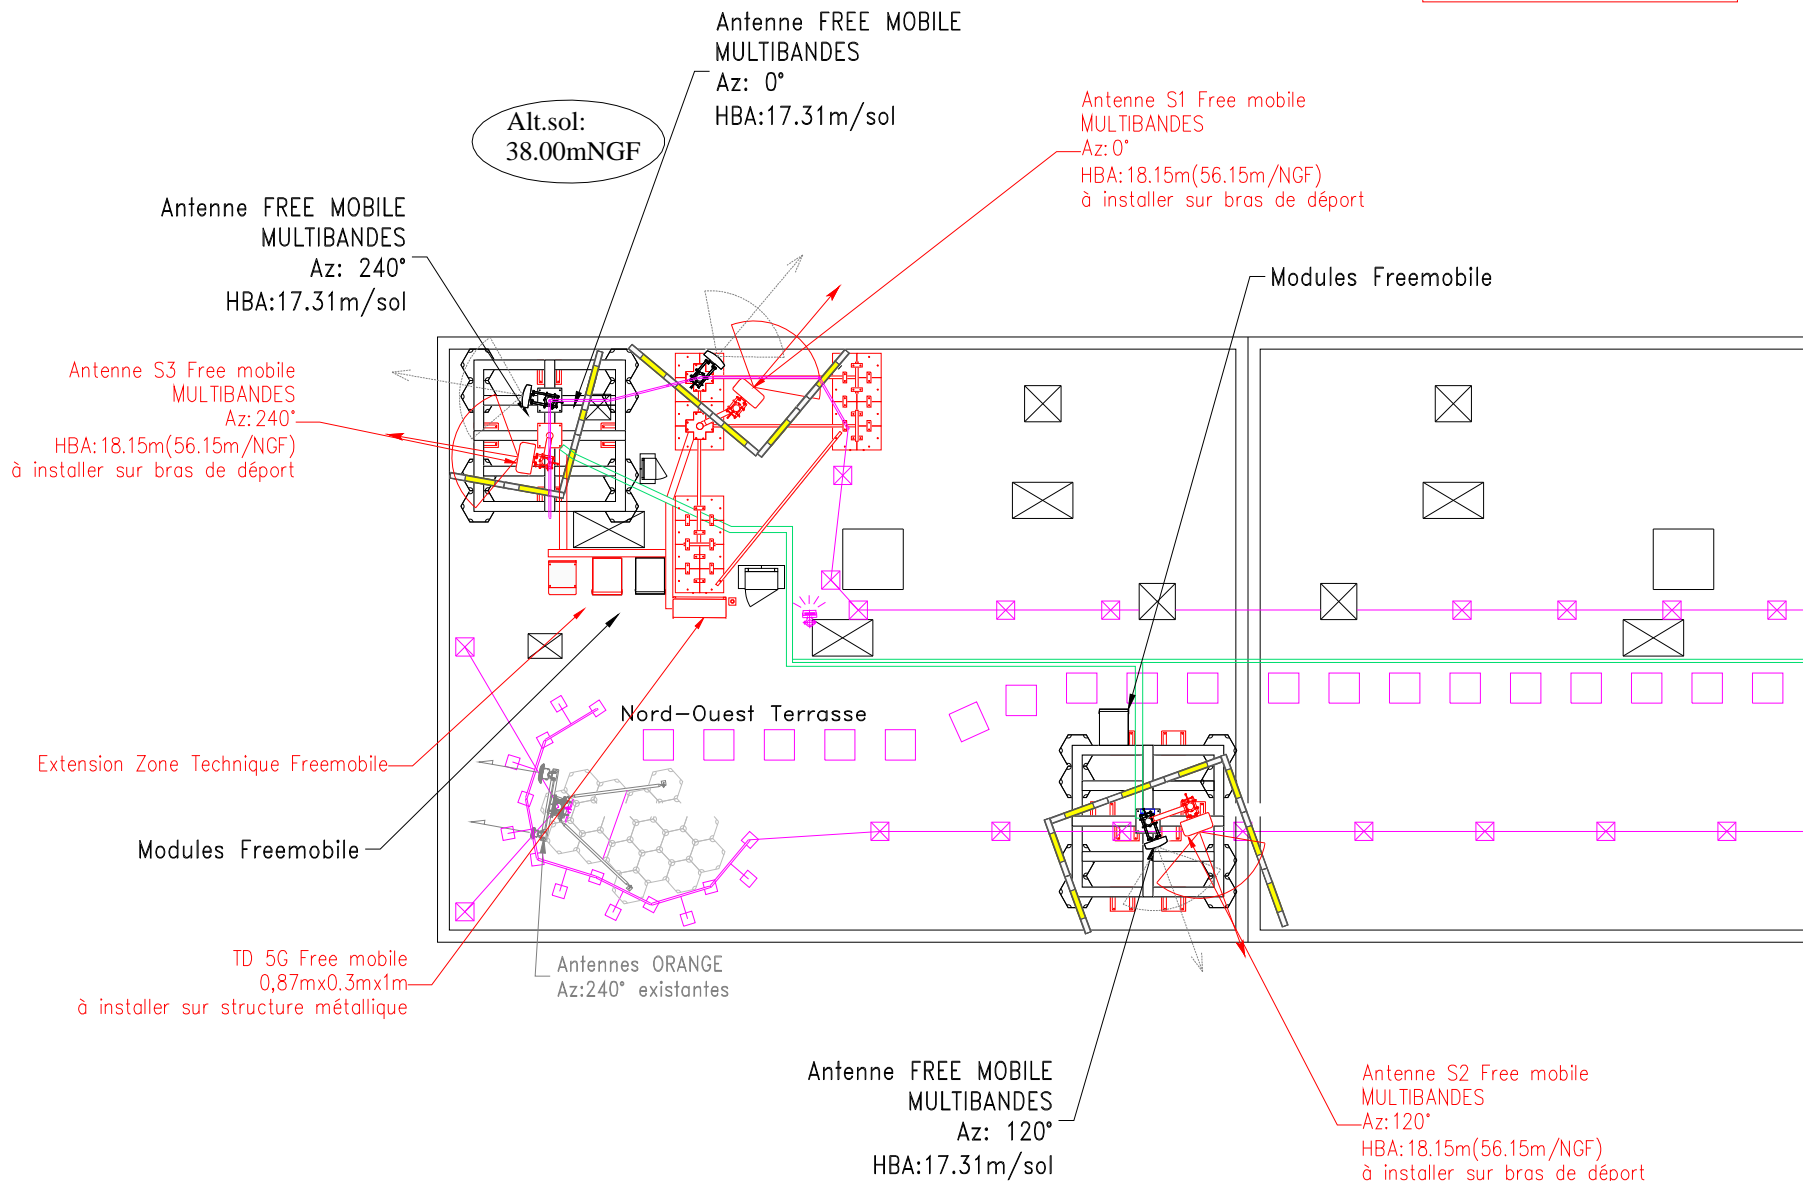 Antenne FREE MOBILE
MULTIBANDES
Az: 0°
HBA:17.31m/sol
Alt.sol:
38.00mNGF
Antenne S1 Free mobile
MULTIBANDES
Az:0°
HBA:18.15m(56.15m/NGF)
à installer sur bras de déport
Antenne FREE MOBILE
MULTIBANDES
Az: 240°
HBA:17.31m/sol
Modules Freemobile
Antenne S3 Free mobile
MULTIBANDES
Az:240°
HBA:18.15m(56.15m/NGF)
à installer sur bras de déport
Nord-Ouest Terrasse
Extension Zone Technique Freemobile
Modules Freemobile
TD 5G Free mobile
0,87mx0.3mx1m
à installer sur structure métallique
Antennes ORANGE
Az:240° existantes
Antenne FREE MOBILE
MULTIBANDES
Az: 120°
HBA:17.31m/sol
Antenne S2 Free mobile
MULTIBANDES
Az:120°
HBA:18.15m(56.15m/NGF)
à installer sur bras de déport